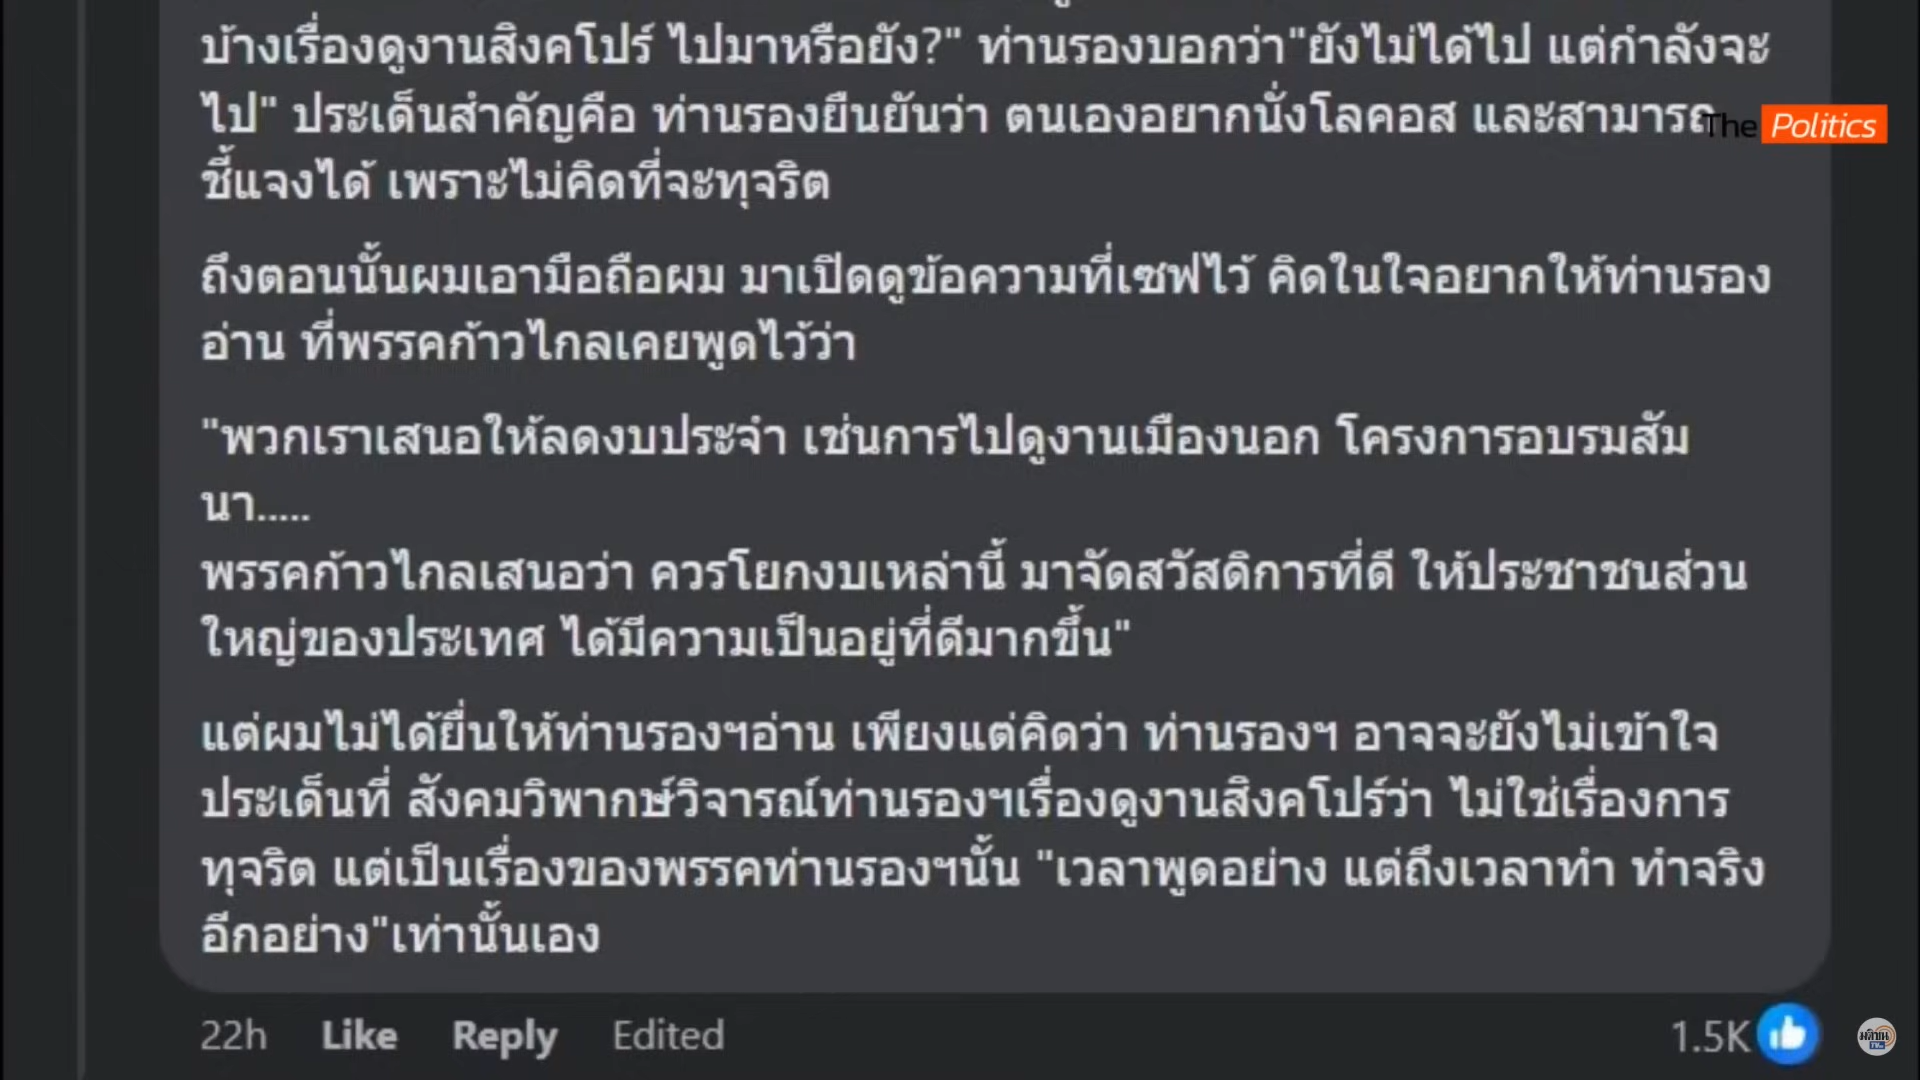 บ้างเรื่องดูงานสิงคโปร์ ไปมาหรือยัง?" ท่านรองบอกว่า"ยังไม่ได้ไป แต่กำลังจะ
ไป" ประเด็นสำคัญคือ ท่านรองยืนยันว่า ตนเองอยากนั่งโลคอส และสามารถ
The Politics
ชี้แจงได้ เพราะไม่คิดที่จะทุจริต
ถึงตอนนั้นผมเอามือถือผม มาเปิดดูข้อความที่เซฟไว้ คิดในใจอยากให้ท่านรอง
อ่าน ที่พรรคก้าวไกลเคยพูดไว้ว่า
"พวกเราเสนอให้ลดงบประจำ เช่นการไปดูงานเมืองนอก โครงการอบรมสัม
นา.....
พรรคก้าวไกลเสนอว่า ควรโยกงบเหล่านี้ มาจัดสวัสดิการที่ดี ให้ประชาชนส่วน
ใหญ่ของประเทศ ได้มีความเป็นอยู่ที่ดีมากขึ้น"
แต่ผมไม่ได้ยื่นให้ท่านรองฯอ่าน เพียงแต่คิดว่า ท่านรองฯ อาจจะยังไม่เข้าใจ
ประเด็นที่ สังคมวิพากษ์วิจารณ์ท่านรองฯเรื่องดูงานสิงคโปร์ว่า ไม่ใช่เรื่องการ
ทุจริต แต่เป็นเรื่องของพรรคท่านรองฯนั้น "เวลาพูดอย่าง แต่ถึงเวลาทำ ทำจริง
อีกอย่าง"เท่านั้นเอง
22h Like Reply Edited 1.5K
มติชน
TV